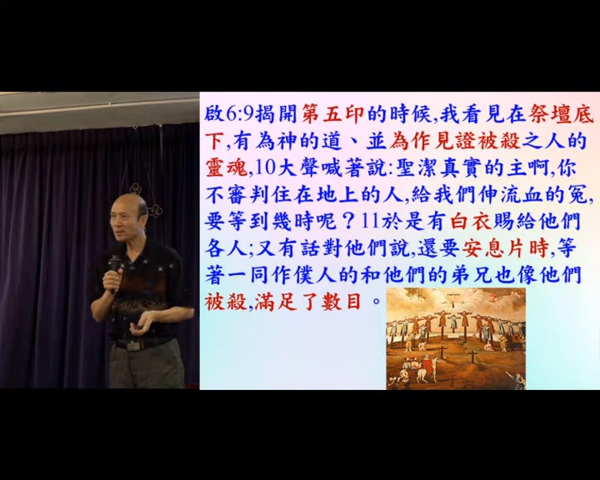 啟6:9揭開第五印的時候,我看見在祭壇底
下,有為神的道、並為作見證被殺之人的
靈魂,10大聲喊著說:聖潔真實的主啊,你
不審判住在地上的人,給我們伸流血的冤,
要等到幾時呢？11於是有白衣賜給他們
各人;又有話對他們說,還要安息片時,等
著一同作僕人的和他們的弟兄也像他們
被殺,滿足了數目。